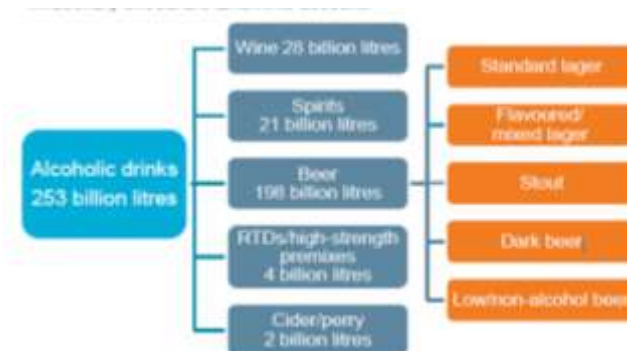 Alcoholic drinks
253 billion litres
Wine 28 billion litres
Spirits
21 billion litres
Beer
198 billion litres
RTDs/high-strength
premixes
4 billion litres
Cider/perry
2 billion litres
Standard lager
Flavoured/
mixed lager
Stout
Dark beer
Low/non-alcohol beer